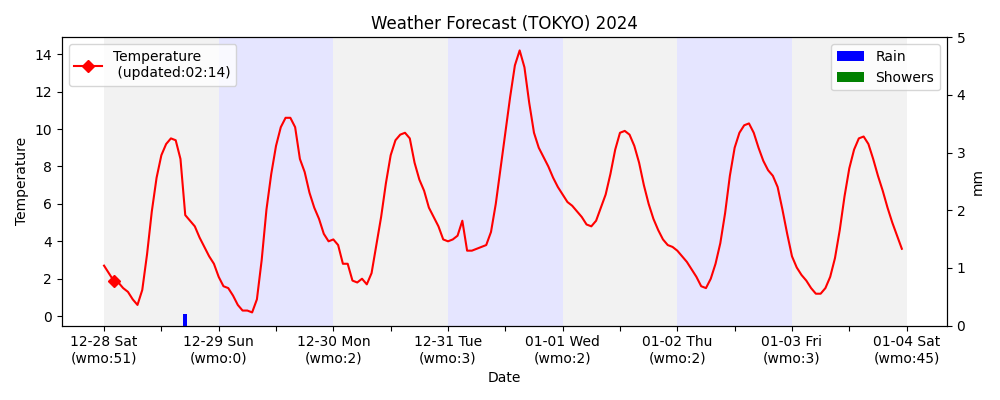 Weather Forecast (TOKYO) 2024
Temperature
(updated:02:14)
Rain
Showers
Temperature
14
12
10
8
6
4
2
0
5
4
3
2
1
0
mm
12-28 Sat
(wmo:51)
12-29 Sun
(wmo:0)
12-30 Mon
(wmo:2)
12-31 Tue
(wmo:3)
01-01 Wed
(wmo:2)
01-02 Thu
(wmo:2)
01-03 Fri
(wmo:3)
01-04 Sat
(wmo:45)
Date